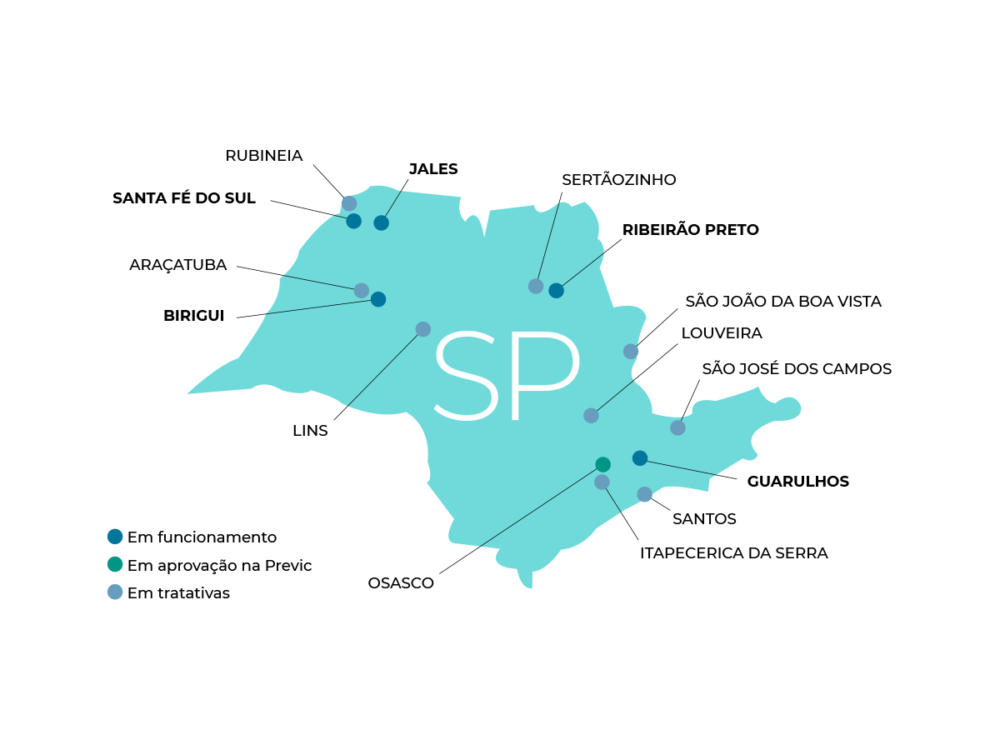 RUBINEIA
JALES
SERTÃOZINHO
SANTA FÉ DO SUL
RIBEIRÃO PRETO
ARAÇATUBA
SÃO JOÃO DA BOA VISTA
BIRIGUI
LOUVEIRA
SP
SÃO JOSÉ DOS CAMPOS
LINS
GUARULHOS
SANTOS
ITAPECERICA DA SERRA
OSASCO
Em funcionamento
Em aprovação na Previc
Em tratativas